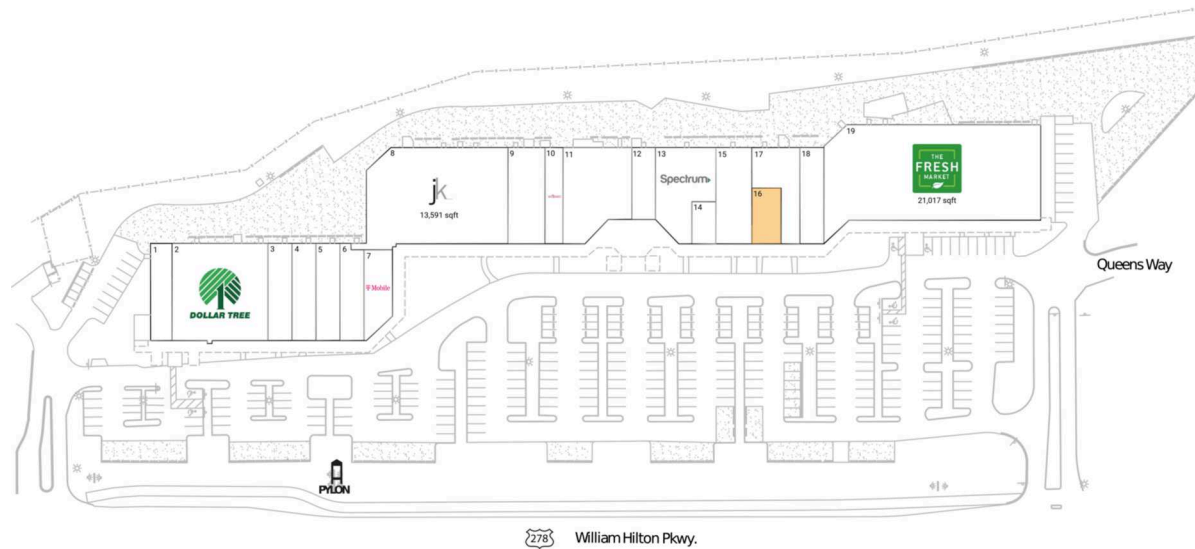 19
8
9
10
11
12
13
15
17
18
THE
FRESH
MARKET
21,017 sqft
Spectrum
jk
13,591 sqft
16
14
1
2
3
4
5
6
7
T Mobile
DOLLAR TREE
Queens Way
PYLON
278
William Hilton Pkwy.